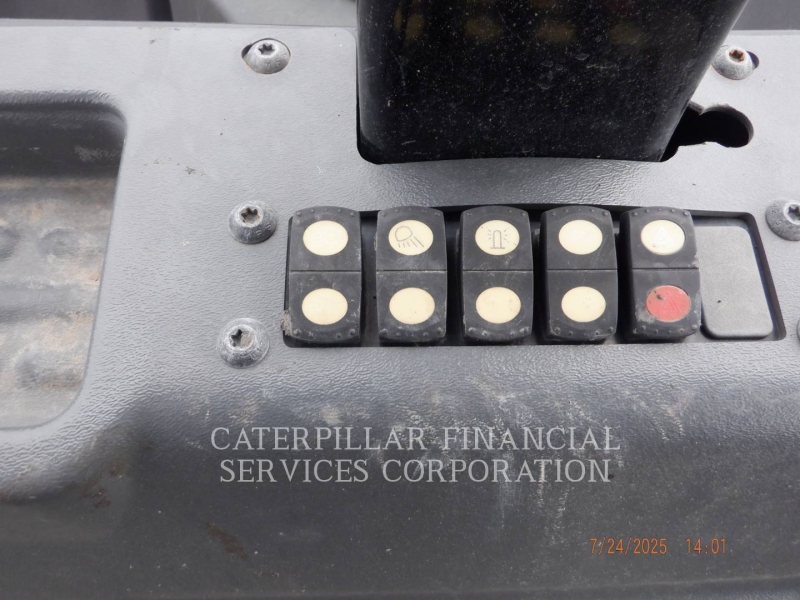 CATERPILLAR FINANCIAL
SERVICES CORPORATION
7/24/2025 14:01